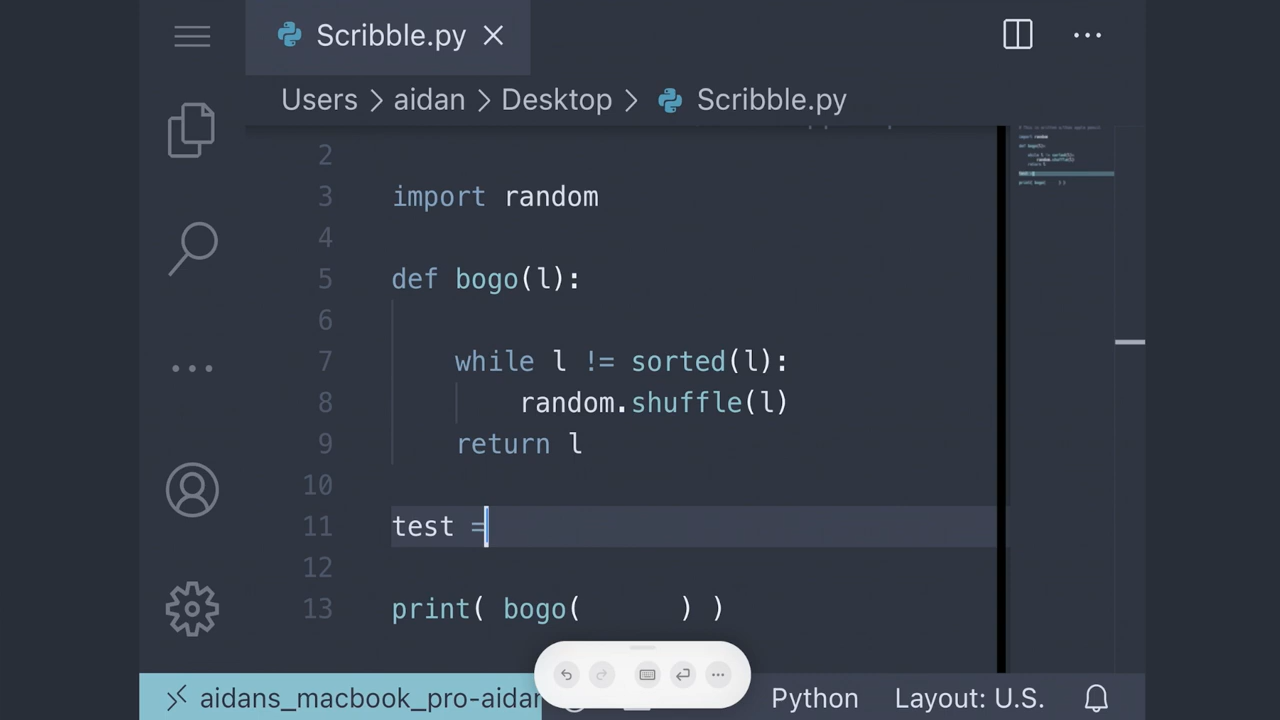 Scribble.py
Users > aidan > Desktop > Scribble.py
2
3 import random
4
5 def bogo(l):
6
7 while l != sorted(l):
8 random.shuffle(l)
9 return l
10
11 test =
12
13 print( bogo( ) )
aidans_macbook_pro-aidan
Python
Layout: U.S.